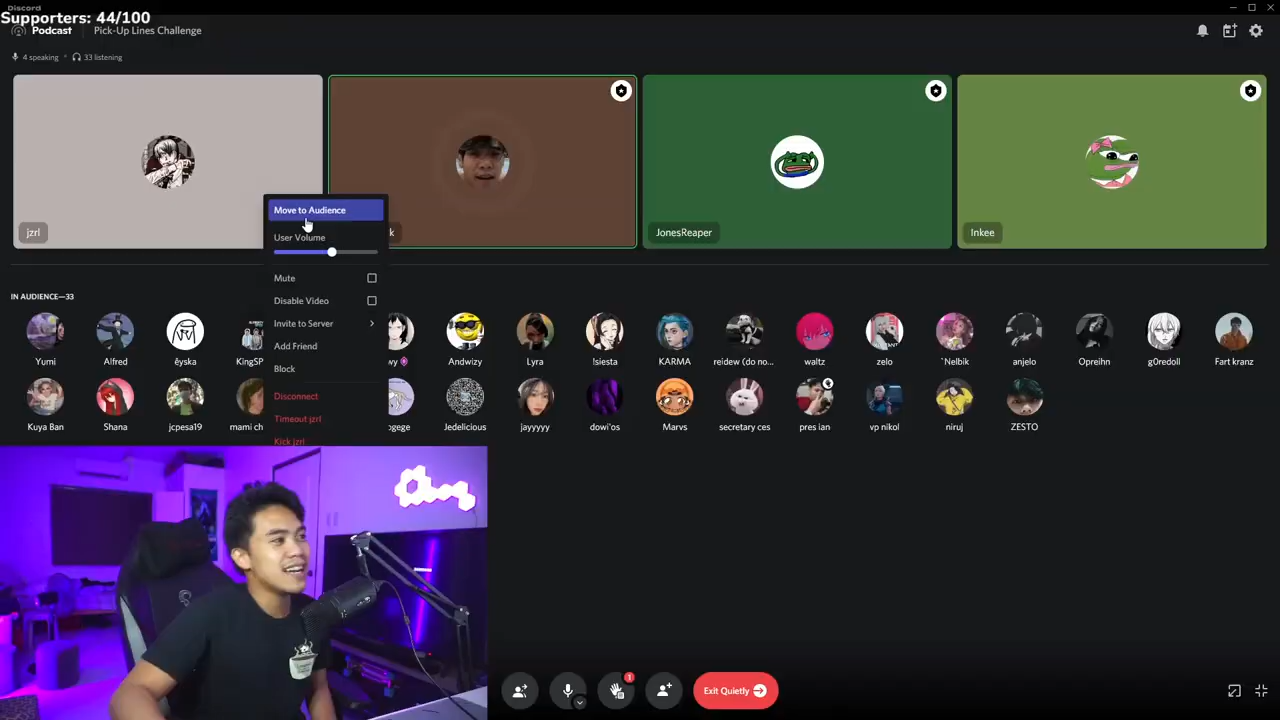 Discord
Supporters: 44/100
Podcast
Pick-Up Lines Challenge
4 speaking
33 listening
jzrl
k
JonesReaper
Inkee
Move to Audience
User Volume
Mute
Disable Video
Invite to Server
Add Friend
Block
Disconnect
Timeout jzrl
Kick jzrl
IN AUDIENCE—33
Yumi
Alfred
êyska
KingSP
wy
Andwizy
Lyra
!siesta
KARMA
reidew (do no...
waltz
zelo
`Nelbik
anjelo
Opreihn
g0redoll
Fart kranz
Kuya Ban
Shana
jcpesa19
mami ch
ogege
Jedelicious
jayyyyy
dowi'os
Marvs
secretary ces
pres ian
vp nikol
niruj
ZESTO
1
Exit Quietly